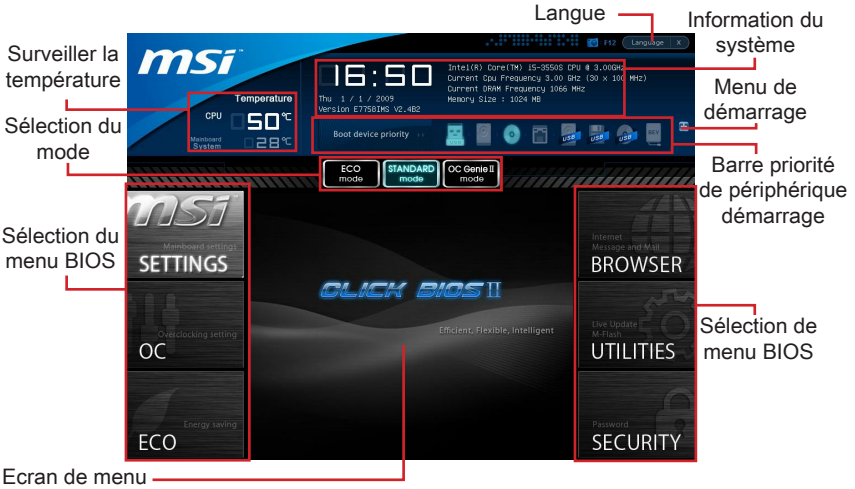 Langue
Information du
système
Surveiller la
température
Sélection du
mode
Menu de
démarrage
Barre priorité
de périphérique
démarrage
Sélection du
menu BIOS
Sélection de
menu BIOS
Ecran de menu
msi
F12
Language
X
16:50
Thu 1 / 1 / 2009
Version E7758IMS V2.4B2
Intel(R) Core(TM) i5-3550S CPU @ 3.00GHz
Current Cpu Frequency 3.00 GHz (30 x 100 MHz)
Current DRAM Frequency 1066 MHz
Memory Size : 1024 MB
Temperature
CPU 50°C
Mainboard
System 28°C
Boot device priority
USB
USB
USB
ECO
mode
STANDARD
mode
OC Genie II
mode
msi
Mainboard settings
SETTINGS
Overclocking setting
OC
Energy saving
ECO
CLICK BIOS II
Efficient, Flexible, Intelligent
Internet
Message and Mail
BROWSER
Live Update
M-Flash
UTILITIES
Password
SECURITY